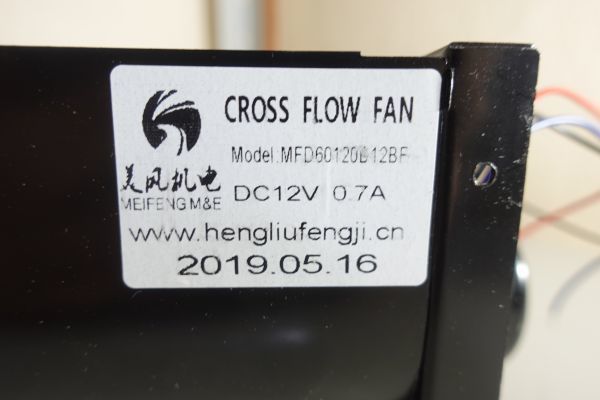 CROSS FLOW FAN
Model:MFD60120B12BF
美风机电
MEIFENG M&E
DC12V 0.7A
www.hengliufengji.cn
2019.05.16